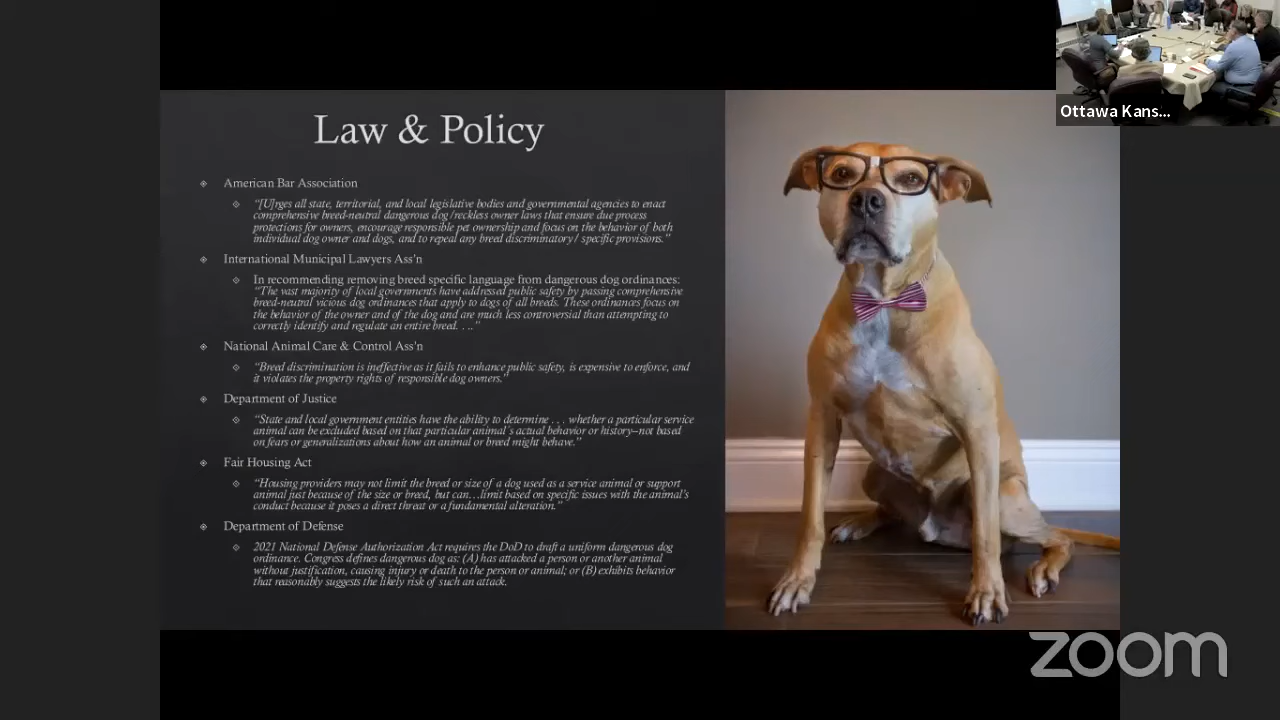 Ottawa Kans...
Law & Policy
American Bar Association
"[U]rges all state, territorial, and local legislative bodies and governmental agencies to enact
comprehensive breed-neutral dangerous dog/reckless owner laws that ensure due process
protections for owners, encourage responsible pet ownership and focus on the behavior of both
individual dog owner and dogs, and to repeal any breed discriminatory/ specific provisions."
International Municipal Lawyers Ass'n
In recommending removing breed specific language from dangerous dog ordinances:
"The vast majority of local governments have addressed public safety by passing comprehensive
breed-neutral vicious dog ordinances that apply to dogs of all breeds. These ordinances focus on
the behavior of the owner and of the dog and are much less controversial than attempting to
correctly identify and regulate an entire breed. . . ."
National Animal Care & Control Ass'n
"Breed discrimination is ineffective as it fails to enhance public safety, is expensive to enforce, and
it violates the property rights of responsible dog owners."
Department of Justice
"State and local government entities have the ability to determine . . . whether a particular service
animal can be excluded based on that particular animal's actual behavior or history--not based
on fears or generalizations about how an animal or breed might behave."
Fair Housing Act
"Housing providers may not limit the breed or size of a dog used as a service animal or support
animal just because of the size or breed, but can…limit based on specific issues with the animal's
conduct because it poses a direct threat or a fundamental alteration."
Department of Defense
2021 National Defense Authorization Act requires the DoD to draft a uniform dangerous dog
ordinance. Congress defines dangerous dog as: (A) has attacked a person or another animal
without justification, causing injury or death to the person or animal; or (B) exhibits behavior
that reasonably suggests the likely risk of such an attack.
zoom